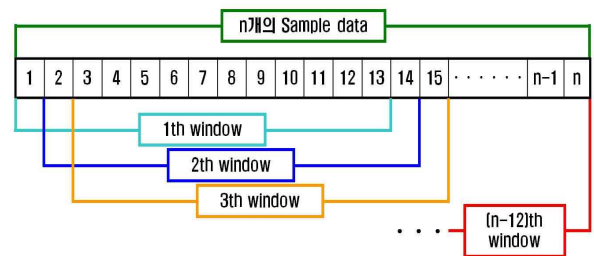 n개의 Sample data
1 2 3 4 5 6 7 8 9 10 11 12 13 14 15 ······· n-1 n
1th window
2th window
3th window
(n-12)th
··· window